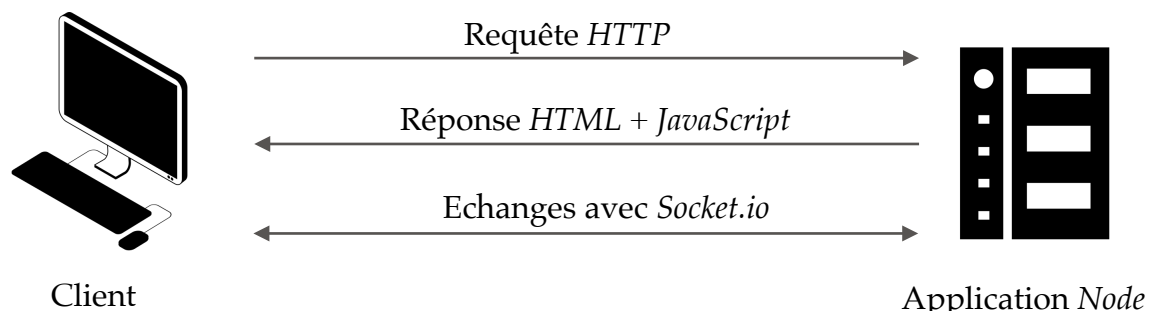 Requête HTTP
Réponse HTML + JavaScript
Echanges avec Socket.io
Client
Application Node